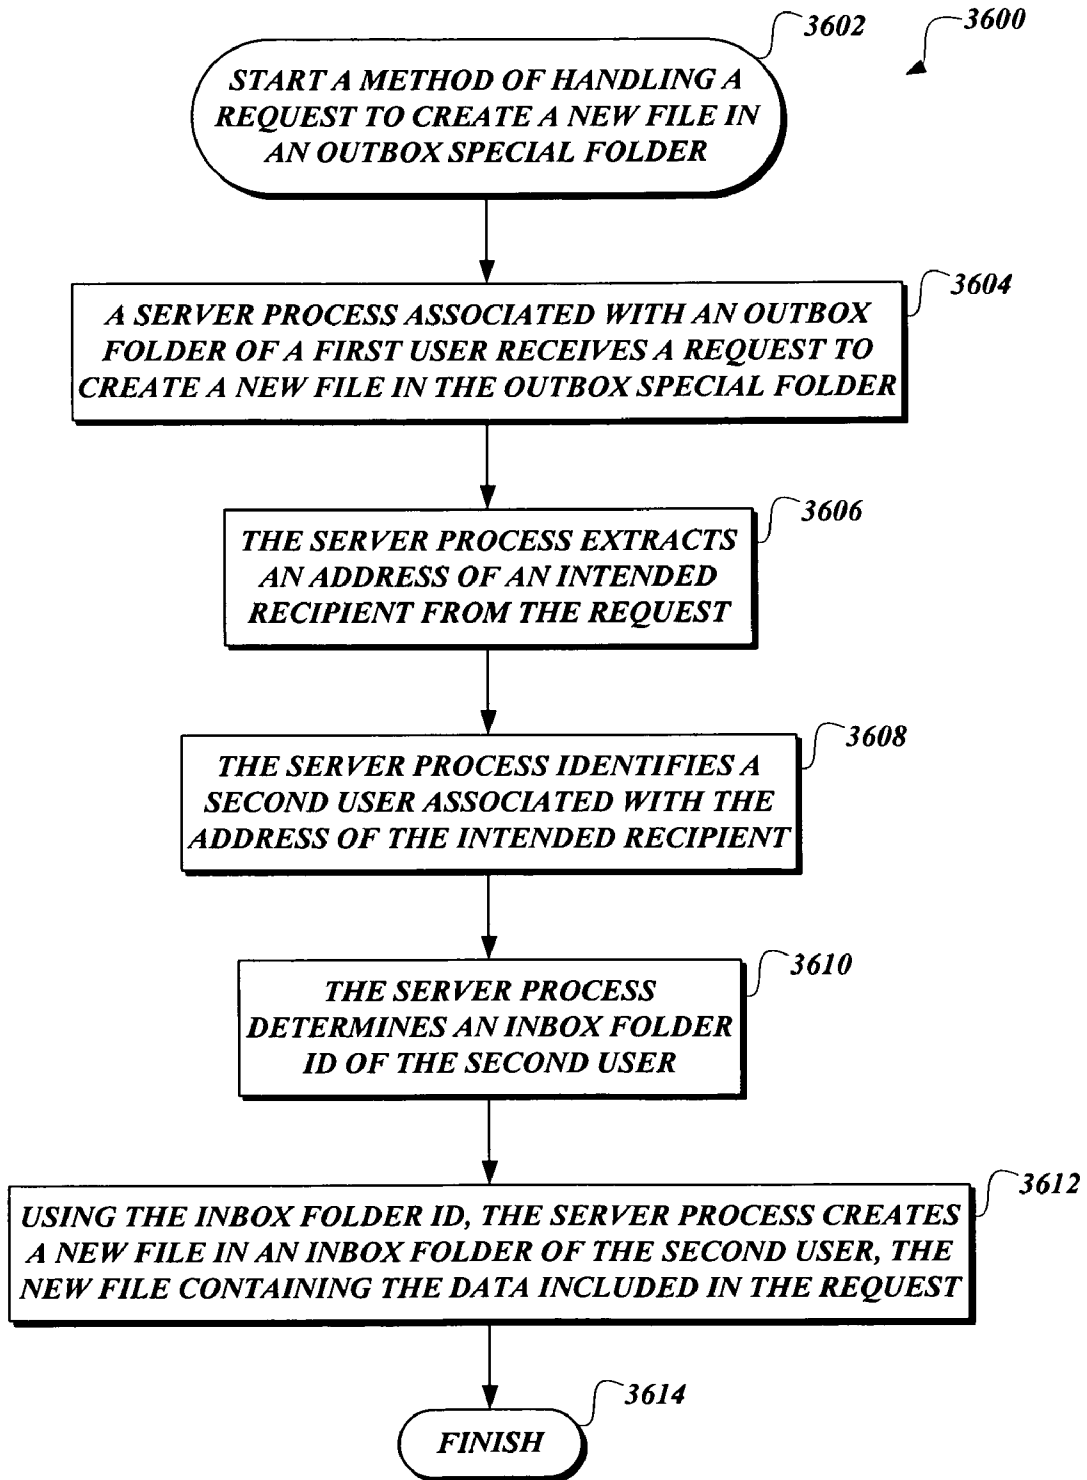 3602
3600
START A METHOD OF HANDLING A
REQUEST TO CREATE A NEW FILE IN
AN OUTBOX SPECIAL FOLDER
3604
A SERVER PROCESS ASSOCIATED WITH AN OUTBOX
FOLDER OF A FIRST USER RECEIVES A REQUEST TO
CREATE A NEW FILE IN THE OUTBOX SPECIAL FOLDER
3606
THE SERVER PROCESS EXTRACTS
AN ADDRESS OF AN INTENDED
RECIPIENT FROM THE REQUEST
3608
THE SERVER PROCESS IDENTIFIES A
SECOND USER ASSOCIATED WITH THE
ADDRESS OF THE INTENDED RECIPIENT
3610
THE SERVER PROCESS
DETERMINES AN INBOX FOLDER
ID OF THE SECOND USER
3612
USING THE INBOX FOLDER ID, THE SERVER PROCESS CREATES
A NEW FILE IN AN INBOX FOLDER OF THE SECOND USER, THE
NEW FILE CONTAINING THE DATA INCLUDED IN THE REQUEST
3614
FINISH